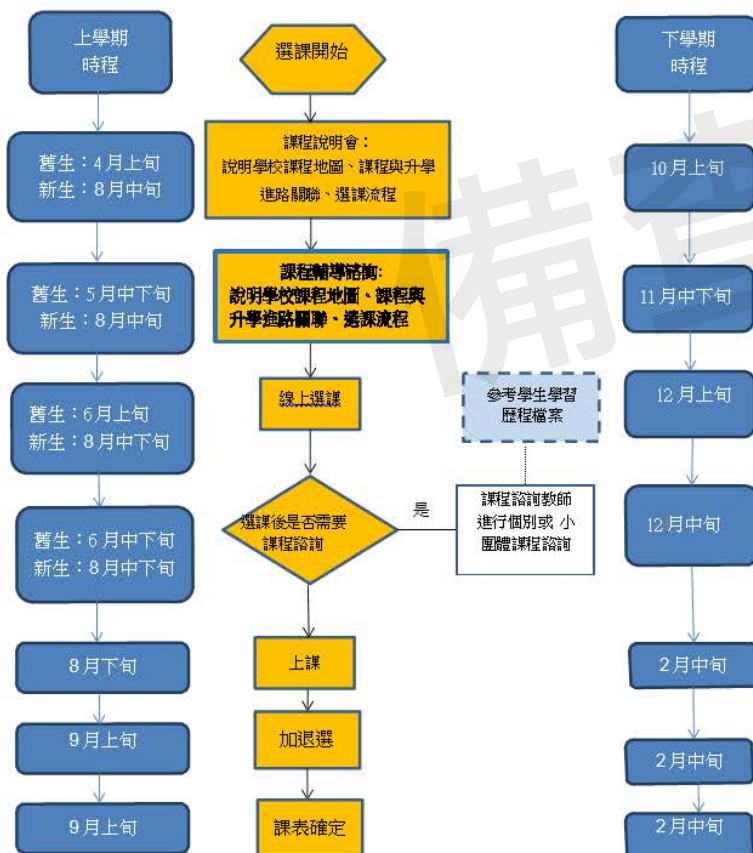 上學期
時程
舊生：4月上旬
新生：8月中旬
舊生：5月中下旬
新生：8月中旬
舊生：6月上旬
新生：8月中下旬
舊生：6月中下旬
新生：8月中下旬
8月下旬
9月上旬
9月上旬
選課開始
課程說明會：
說明學校課程地圖、課程與升學
進路關聯、選課流程
課程輔導諮詢:
說明學校課程地圖、課程與
升學進路關聯、選課流程
線上選課
選課後是否需要
課程諮詢
是
參考學生學習
歷程檔案
課程諮詢教師
進行個別或 小
團體課程諮詢
上課
加退選
課表確定
下學期
時程
10月上旬
11月中下旬
12月上旬
12月中旬
2月中旬
2月中旬
2月中旬
備查